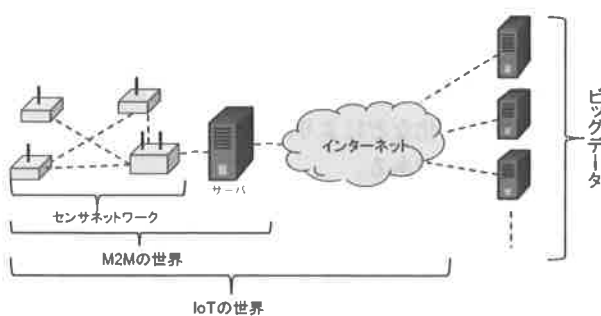 インターネット
サーバ
センサネットワーク
M2Mの世界
IoTの世界
ビッグデータ